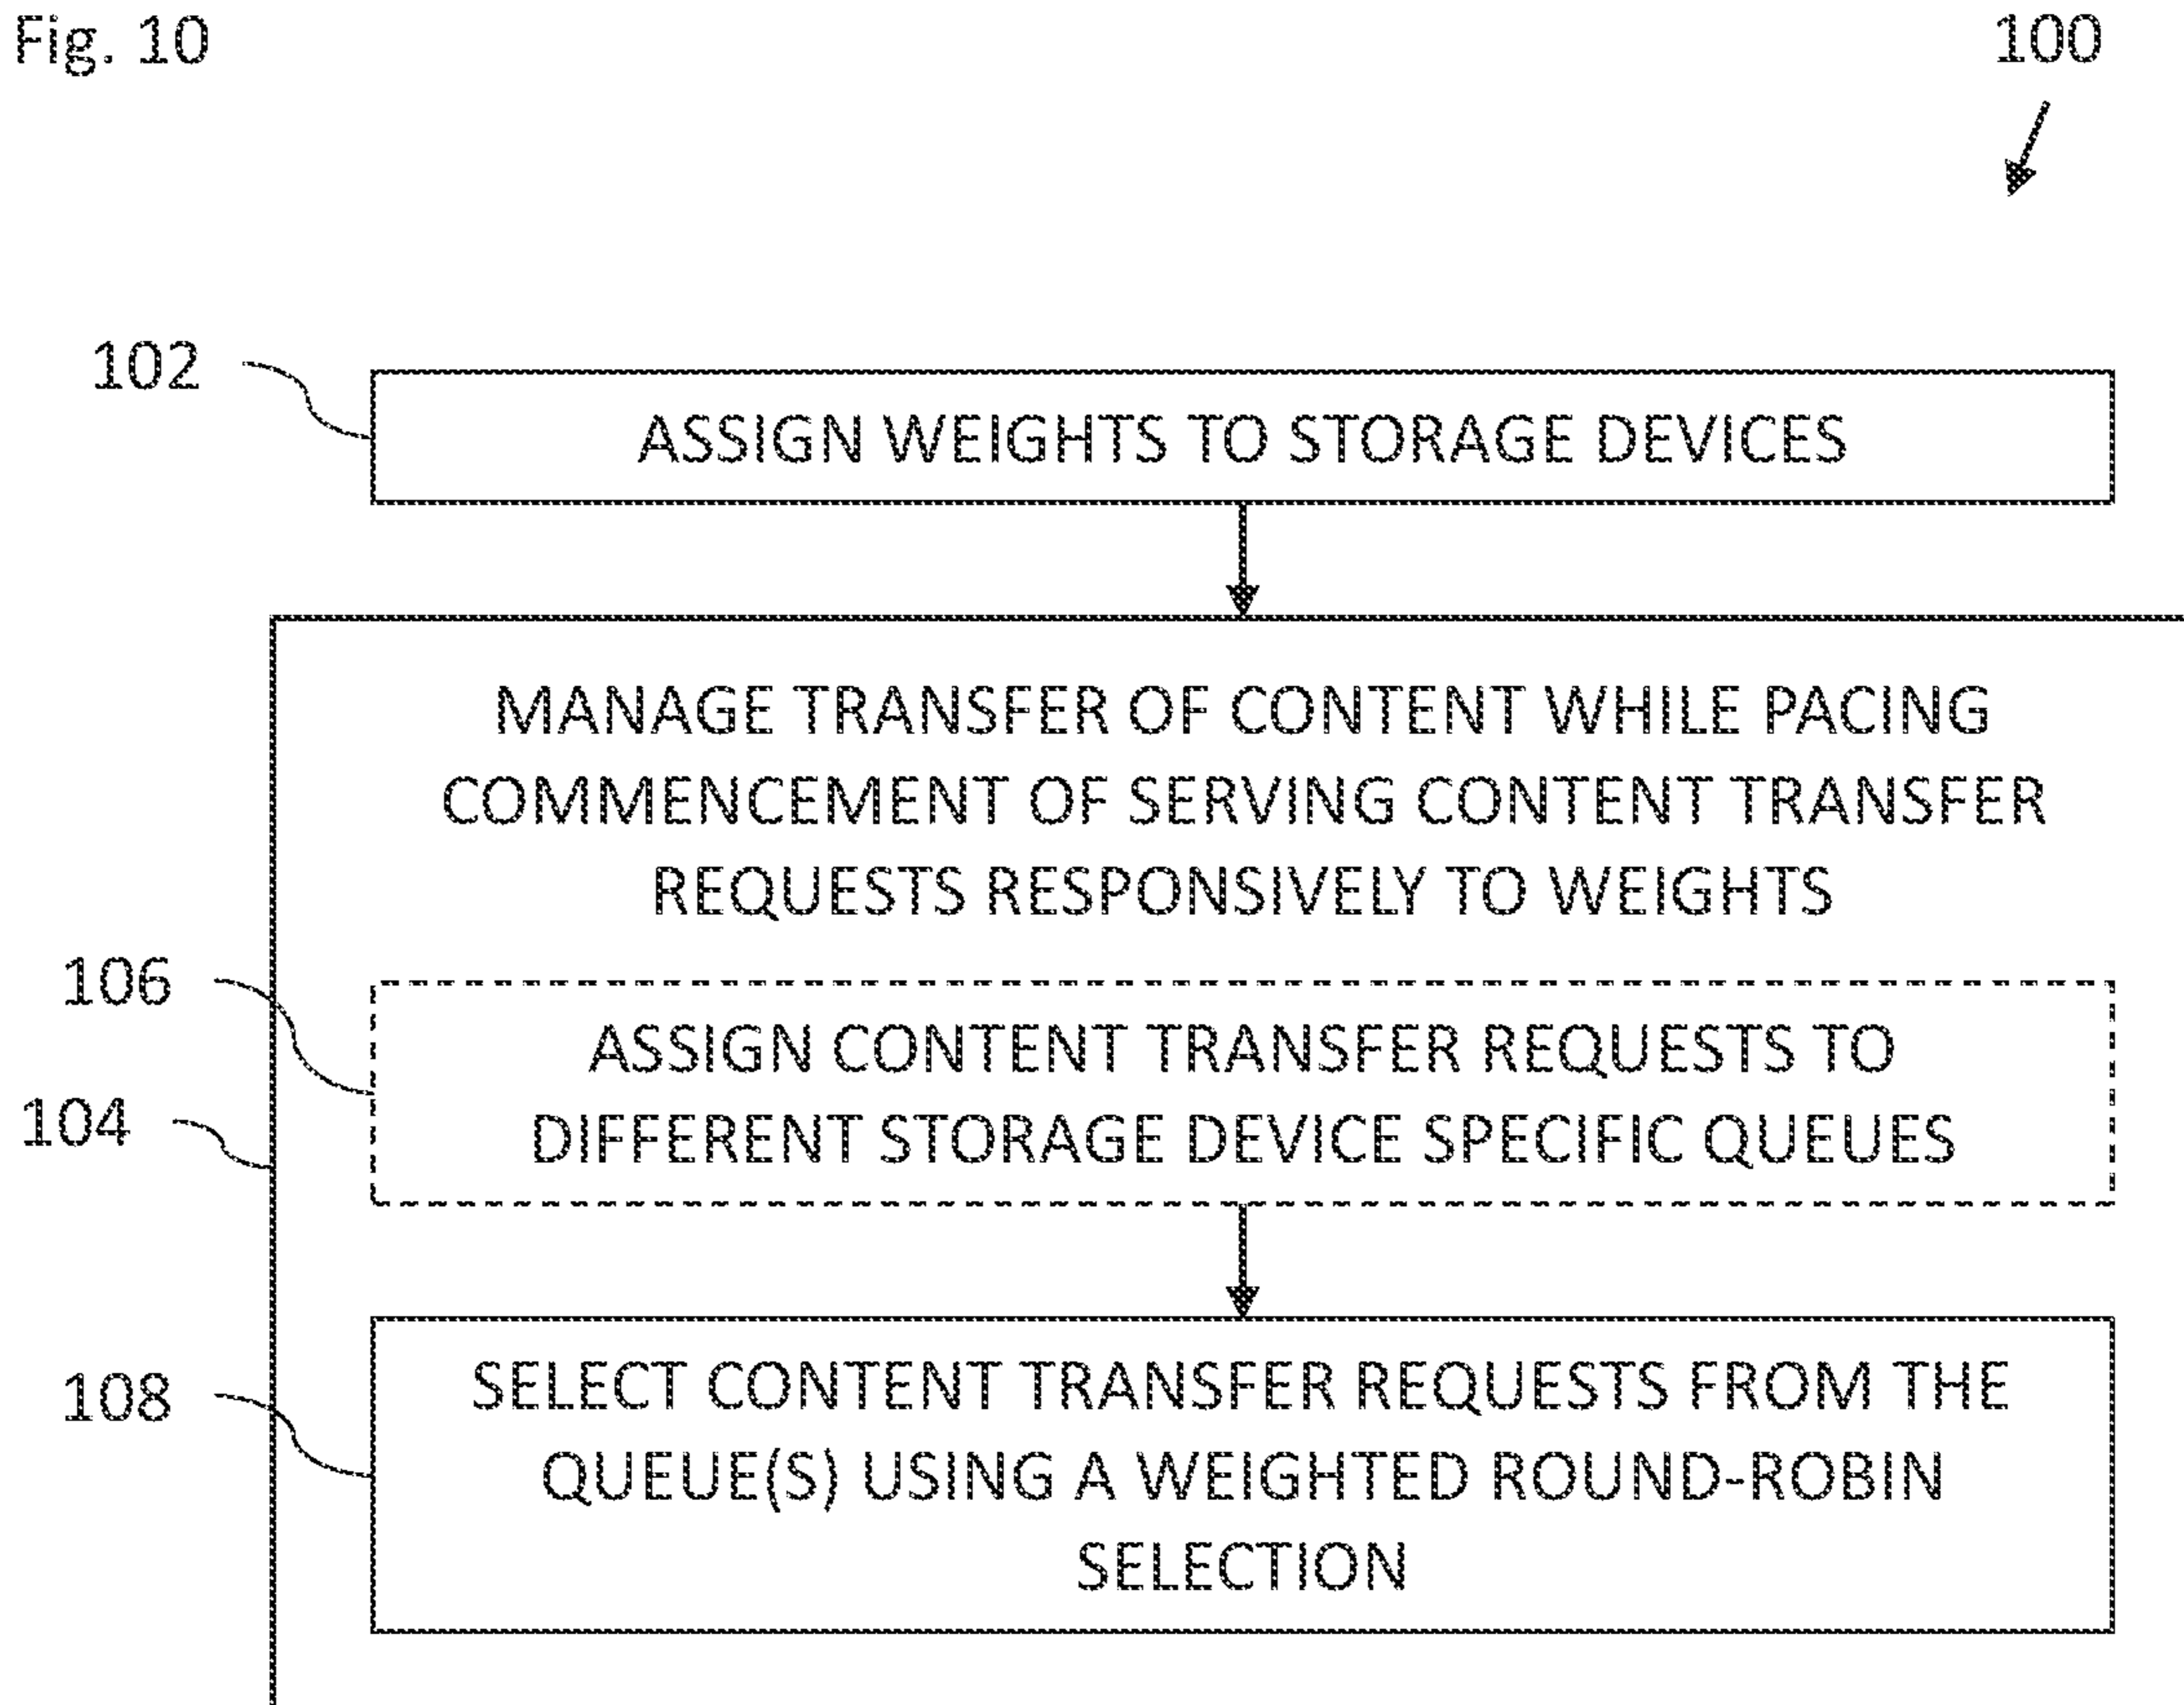 Fig. 10
100
102
ASSIGN WEIGHTS TO STORAGE DEVICES
MANAGE TRANSFER OF CONTENT WHILE PACING
COMMENCEMENT OF SERVING CONTENT TRANSFER
REQUESTS RESPONSIVELY TO WEIGHTS
106
ASSIGN CONTENT TRANSFER REQUESTS TO
104
DIFFERENT STORAGE DEVICE SPECIFIC QUEUES
108
SELECT CONTENT TRANSFER REQUESTS FROM THE
QUEUE(S) USING A WEIGHTED ROUND-ROBIN
SELECTION